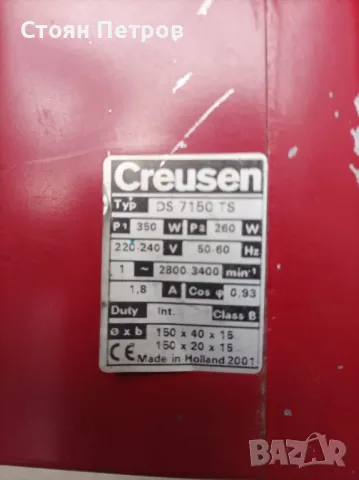 Стоян Петров
Creusen
Typ DS 7150 TS
P1 350 W P2 260 W
220-240 V 50-60 Hz
1 ~ 2800-3400 min-1
1,8 A Cos φ 0,93
Duty Int. Class B
ø x b 150 x 40 x 15
150 x 20 x 15
CE Made in Holland 2001
BAZAR